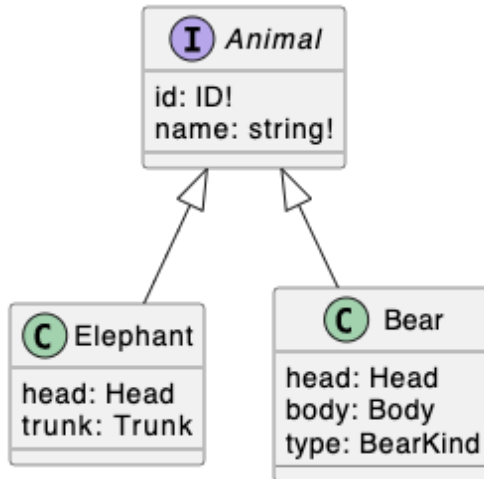 I Animal
id: ID!
name: string!
C Elephant
head: Head
trunk: Trunk
C Bear
head: Head
body: Body
type: BearKind